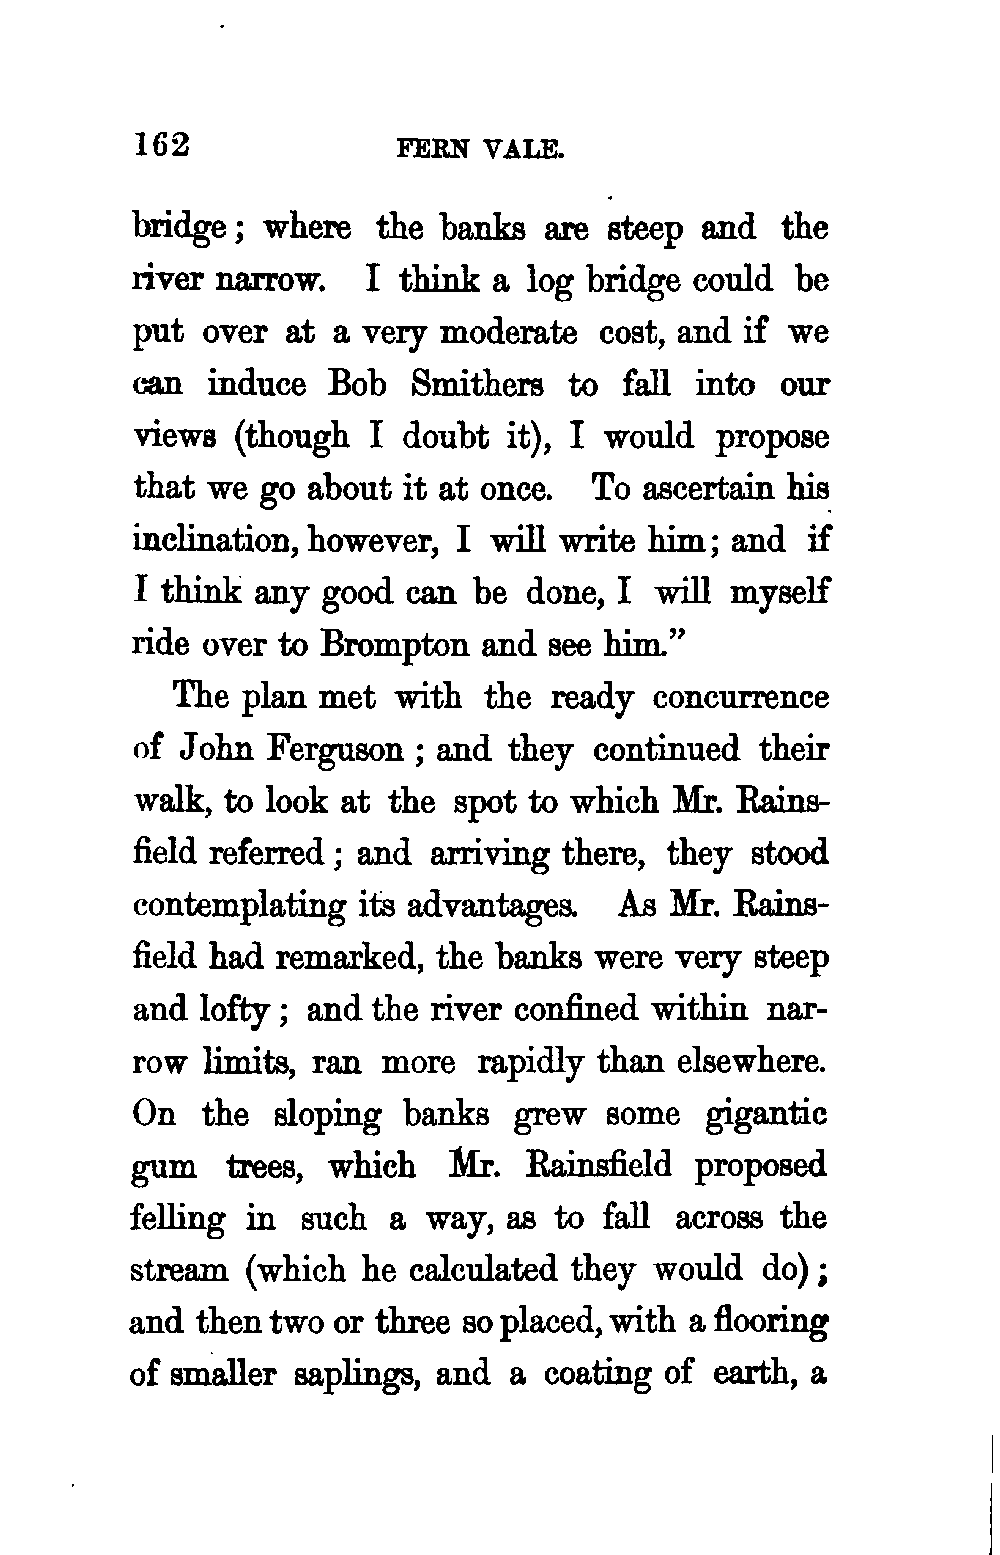 162 FERN VALE.
bridge; where the banks are steep and the
river narrow. I think a log bridge could be
put over at a very moderate cost, and if we
can induce Bob Smithers to fall into our
views (though I doubt it), I would propose
that we go about it at once. To ascertain his
inclination, however, I will write him; and if
I think any good can be done, I will myself
ride over to Brompton and see him."
The plan met with the ready concurrence
of John Ferguson; and they continued their
walk, to look at the spot to which Mr. Rains-
field referred; and arriving there, they stood
contemplating its advantages. As Mr. Rains-
field had remarked, the banks were very steep
and lofty; and the river confined within nar-
row limits, ran more rapidly than elsewhere.
On the sloping banks grew some gigantic
gum trees, which Mr. Rainsfield proposed
felling in such a way, as to fall across the
stream (which he calculated they would do);
and then two or three so placed, with a flooring
of smaller saplings, and a coating of earth, a